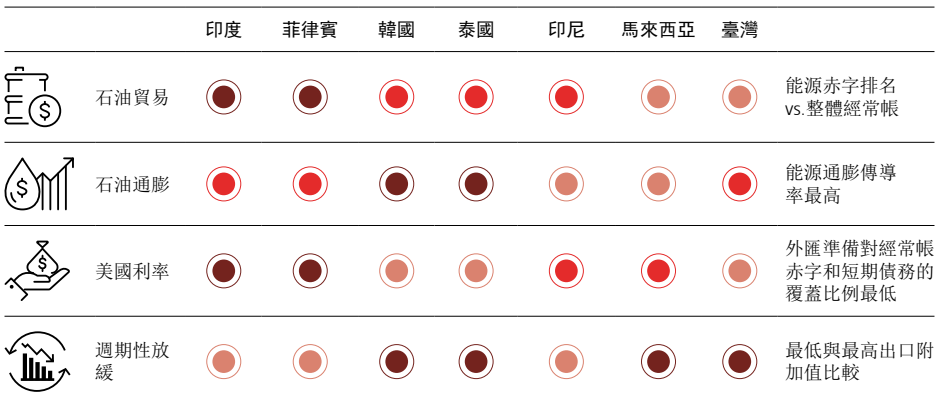 印度 菲律賓 韓國 泰國 印尼 馬來西亞 臺灣
石油貿易
能源赤字排名
vs.整體經常帳
$
石油通膨
$
能源通膨傳導
率最高
美國利率
$
外匯準備對經常帳
赤字和短期債務的
覆蓋比例最低
週期性放
緩
最低與最高出口附
加值比較